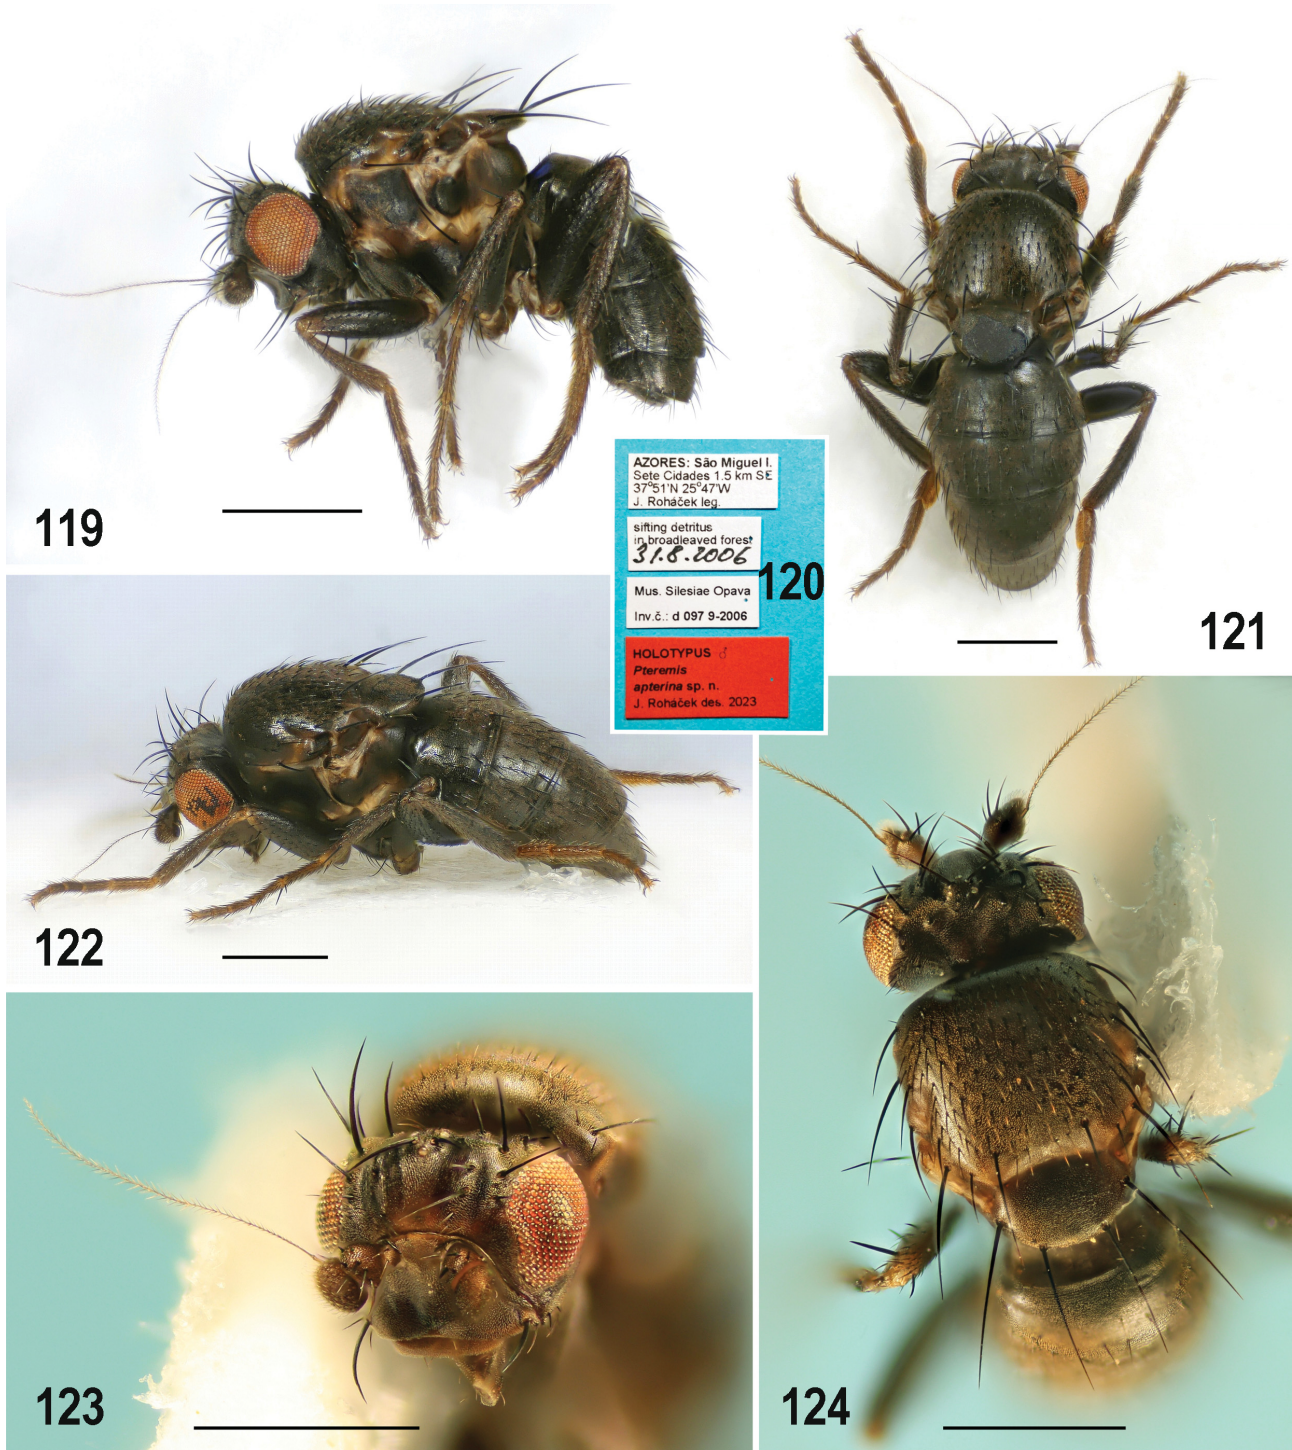 119
AZORES: São Miguel I.
Sete Cidades 1.5 km SE
37°51'N 25°47'W
J. Roháček leg.
sifting detritus
in broadleaved forest
31.8.2006
120
Mus. Silesiae Opava
Inv.č.: d 097 9-2006
HOLOTYPUS ♂
Pteremis
apterina sp. n.
J. Roháček des. 2023
121
122
123
124